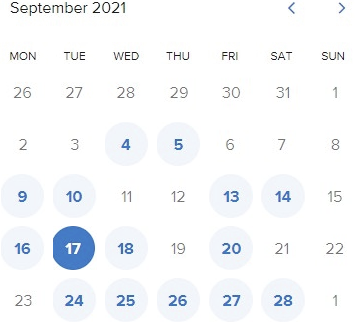 September 2021
MON TUE WED THU FRI SAT SUN
26 27 28 29 30 31 1
2 3 4 5 6 7 8
9 10 11 12 13 14 15
16 17 18 19 20 21 22
23 24 25 26 27 28 1